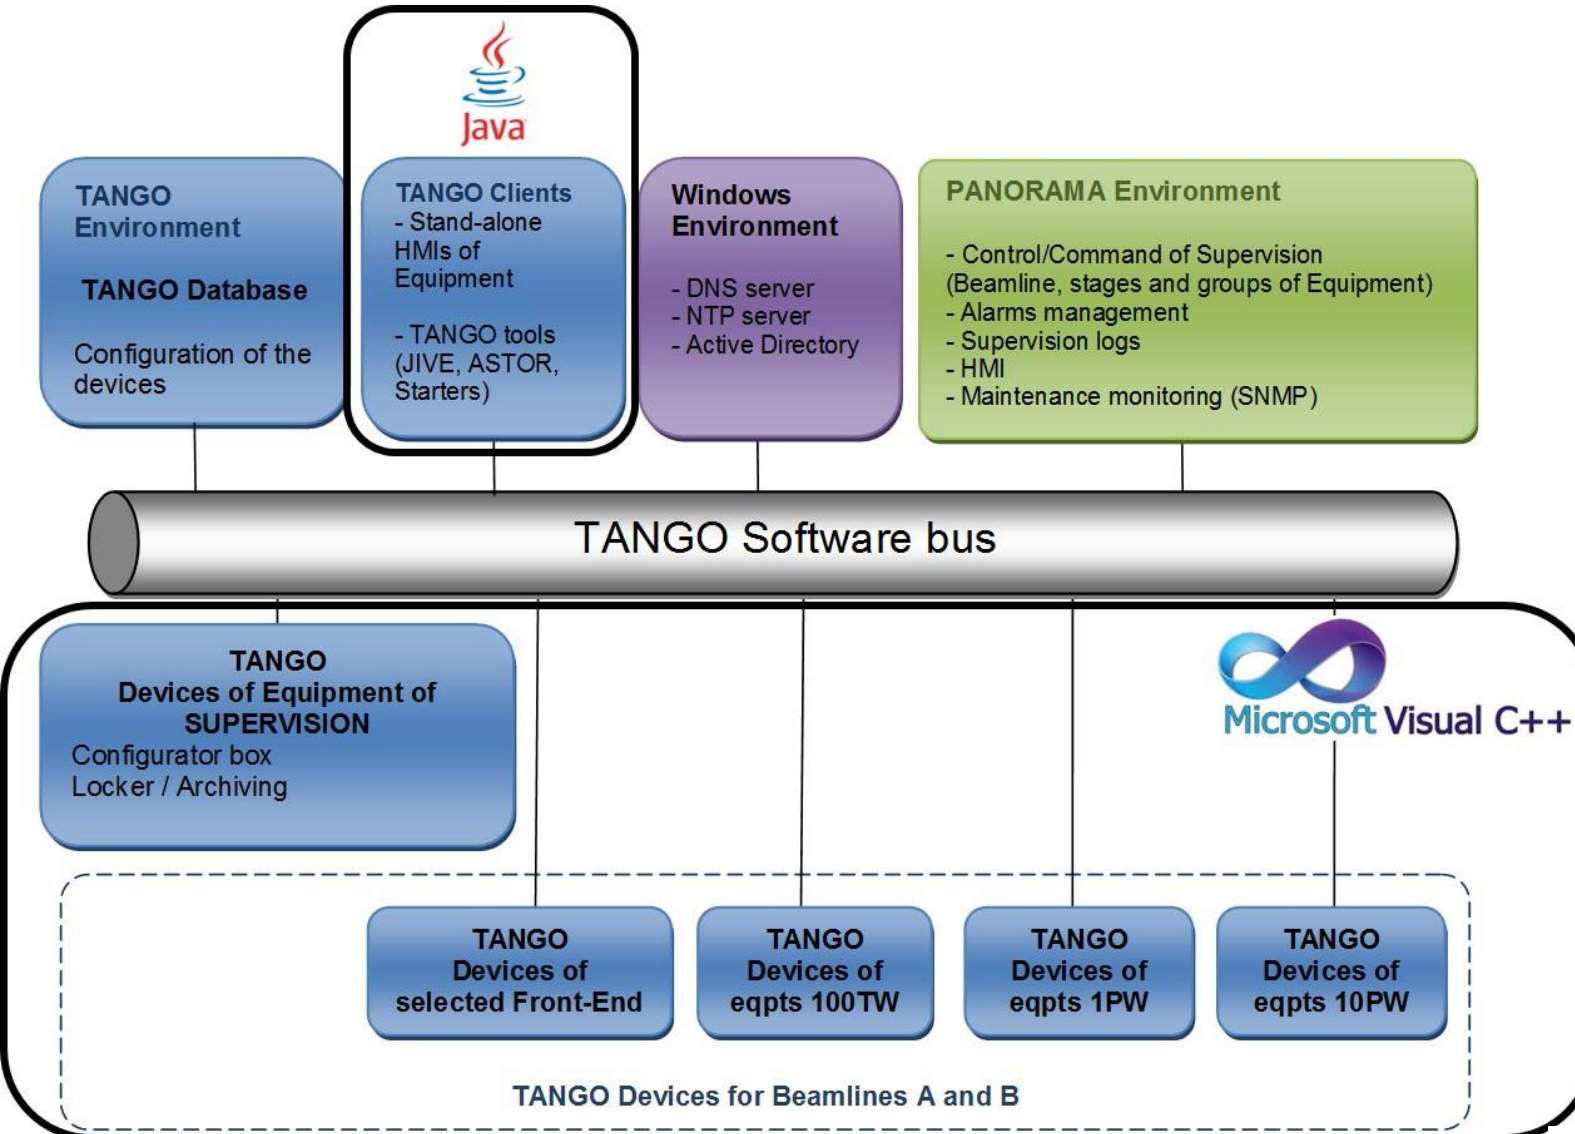 Java
TANGO
Environment
TANGO Database
Configuration of the
devices
TANGO Clients
- Stand-alone
HMIs of
Equipment
- TANGO tools
(JIVE, ASTOR,
Starters)
Windows
Environment
- DNS server
- NTP server
- Active Directory
PANORAMA Environment
- Control/Command of Supervision
(Beamline, stages and groups of Equipment)
- Alarms management
- Supervision logs
- HMI
- Maintenance monitoring (SNMP)
TANGO Software bus
TANGO
Devices of Equipment of
SUPERVISION
Configurator box
Locker / Archiving
Microsoft Visual C++
TANGO
Devices of
selected Front-End
TANGO
Devices of
eqpts 100TW
TANGO
Devices of
eqpts 1PW
TANGO
Devices of
eqpts 10PW
TANGO Devices for Beamlines A and B